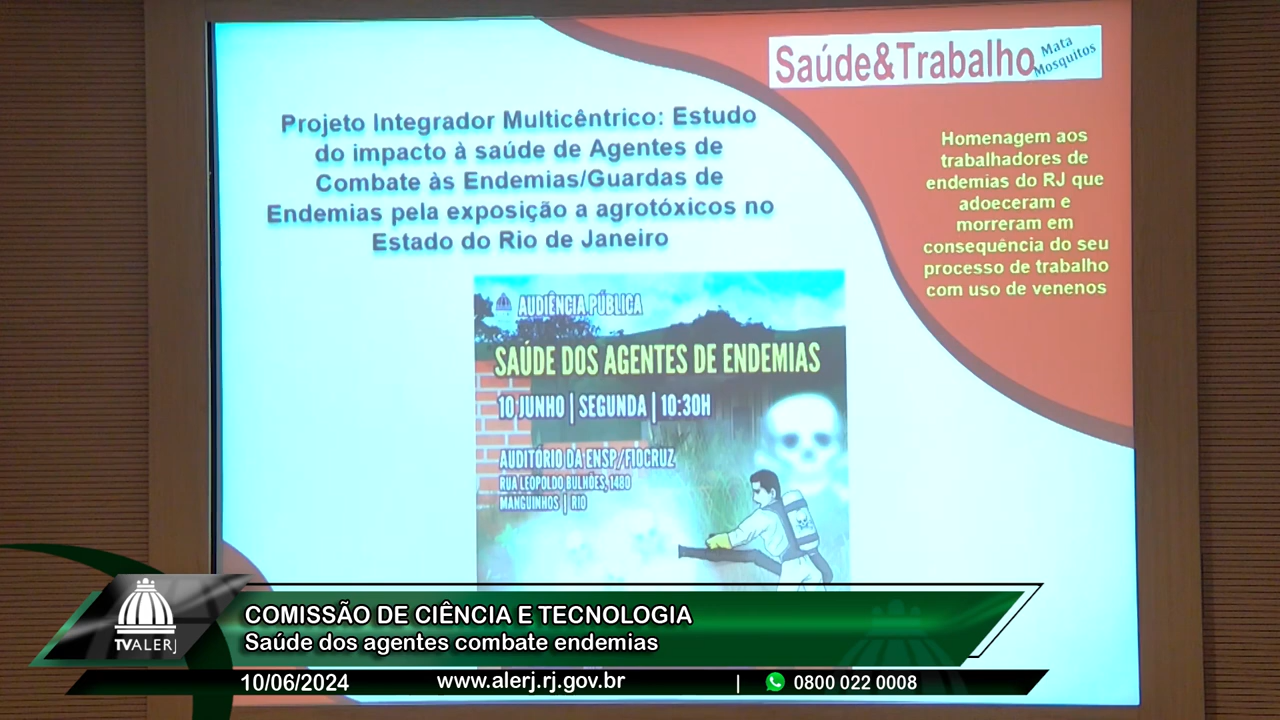 Saúde&Trabalho
Mata
Mosquitos
Projeto Integrador Multicêntrico: Estudo
do impacto à saúde de Agentes de
Combate às Endemias/Guardas de
Endemias pela exposição a agrotóxicos no
Estado do Rio de Janeiro
Homenagem aos
trabalhadores de
endemias do RJ que
adoeceram e
morreram em
consequência do seu
processo de trabalho
com uso de venenos
AUDIÊNCIA PÚBLICA
SAÚDE DOS AGENTES DE ENDEMIAS
10 JUNHO | SEGUNDA | 10:30H
AUDITÓRIO DA ENSP/FIOCRUZ
RUA LEOPOLDO BULHÕES, 1480
MANGUINHOS | RIO
COMISSÃO DE CIÊNCIA E TECNOLOGIA
Saúde dos agentes combate endemias
TVALERJ
10/06/2024 www.alerj.rj.gov.br | 0800 022 0008